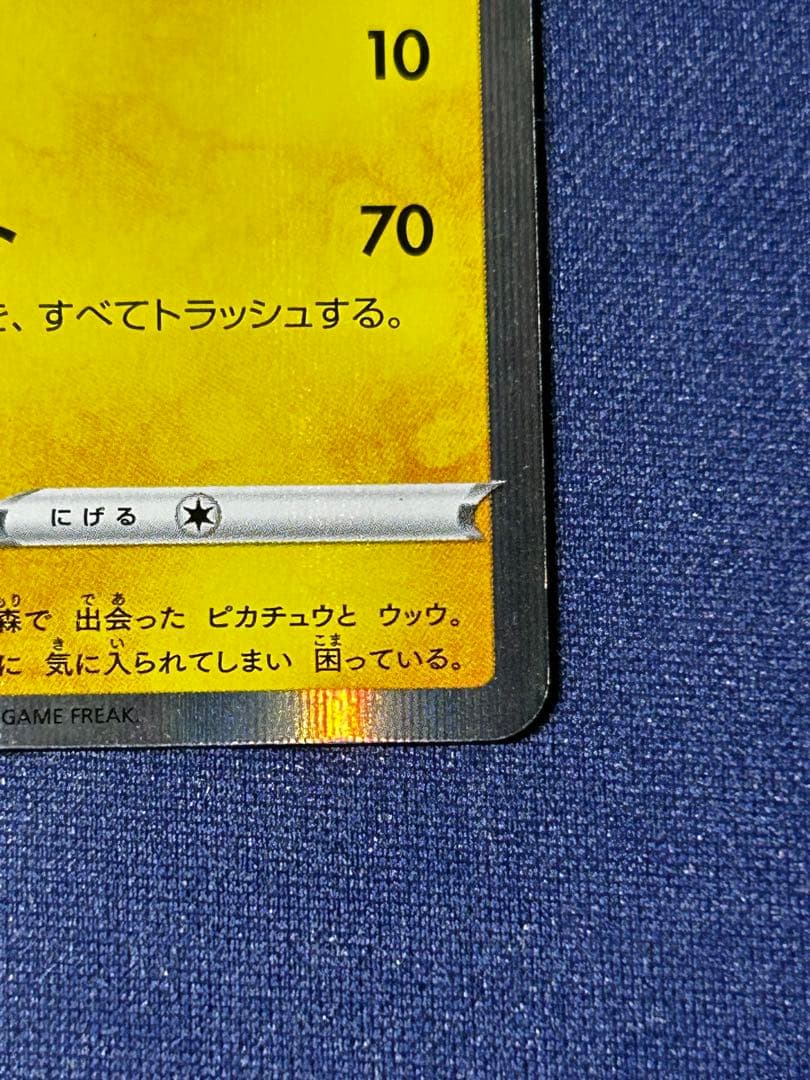 10
ト 70
、すべてトラッシュする。
にげる
森で 出会った ピカチュウと ウッウ。
に 気に入られてしまい 困っている。
GAME FREAK.